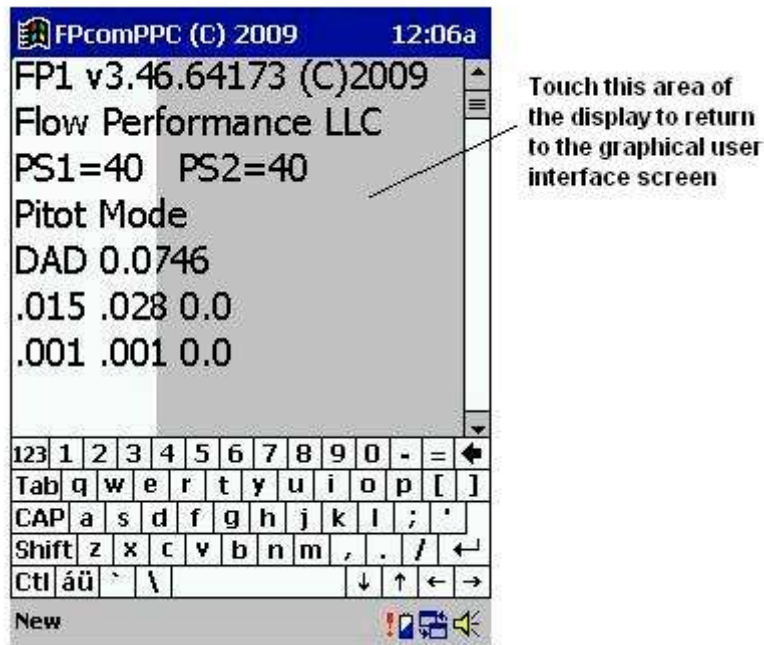 FPcomPPC (C) 2009 12:06a
FP1 v3.46.64173 (C)2009
Flow Performance LLC
PS1=40 PS2=40
Pitot Mode
DAD 0.0746
.015 .028 0.0
.001 .001 0.0
Touch this area of
the display to return
to the graphical user
interface screen
123 1 2 3 4 5 6 7 8 9 0 - =
Tab q w e r t y u i o p [ ]
CAP a s d f g h j k l ; '
Shift z x c v b n m , . /
Ctl áü ` \ ↓ ↑ ← →
New